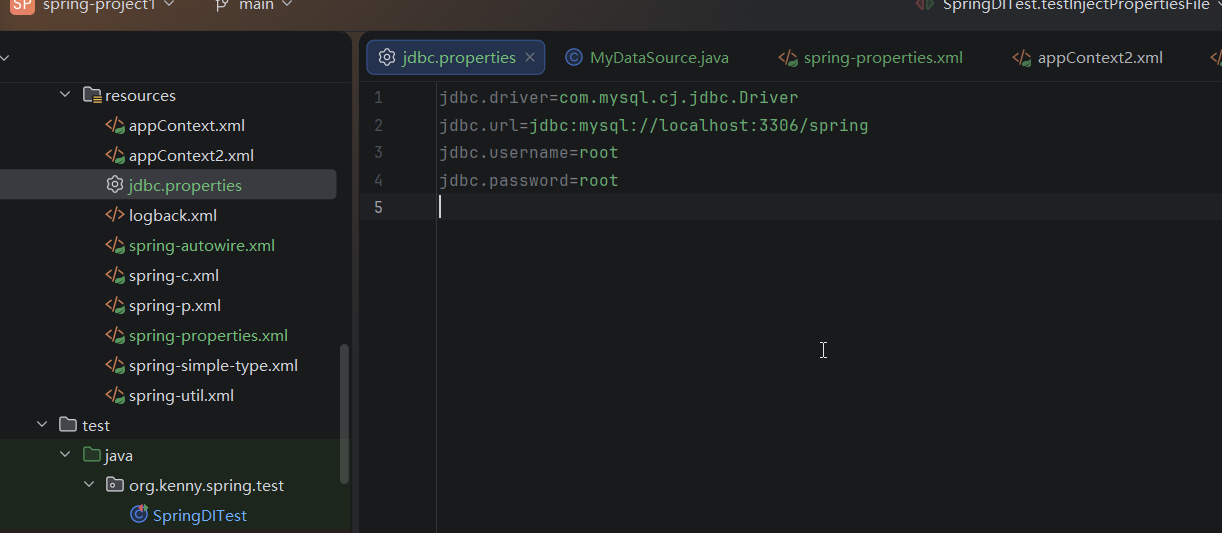 SP spring-project1 main SpringDITest.testInjectPropertiesFile
jdbc.properties MyDataSource.java spring-properties.xml appContext2.xml
resources
appContext.xml
appContext2.xml
jdbc.properties
logback.xml
spring-autowire.xml
spring-c.xml
spring-p.xml
spring-properties.xml
spring-simple-type.xml
spring-util.xml
test
java
org.kenny.spring.test
SpringDITest
1 jdbc.driver=com.mysql.cj.jdbc.Driver
2 jdbc.url=jdbc:mysql://localhost:3306/spring
3 jdbc.username=root
4 jdbc.password=root
5